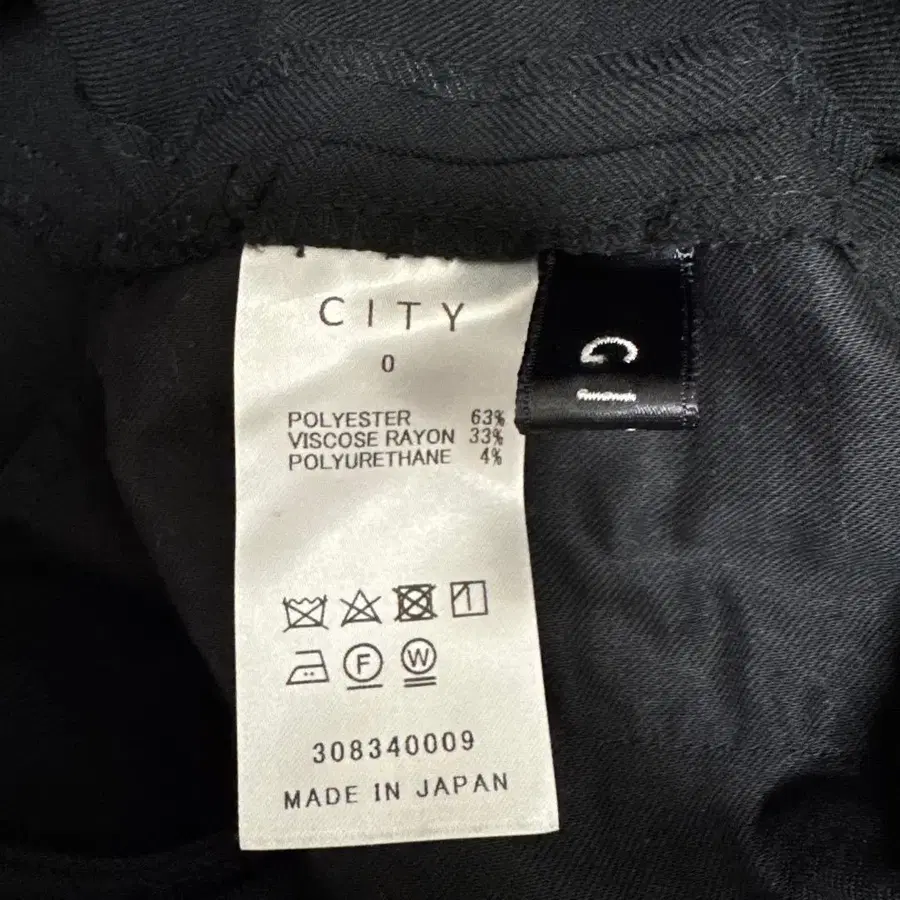 CITY
0
POLYESTER 63%
VISCOSE RAYON 33%
POLYURETHANE 4%
F W
308340009
MADE IN JAPAN
G